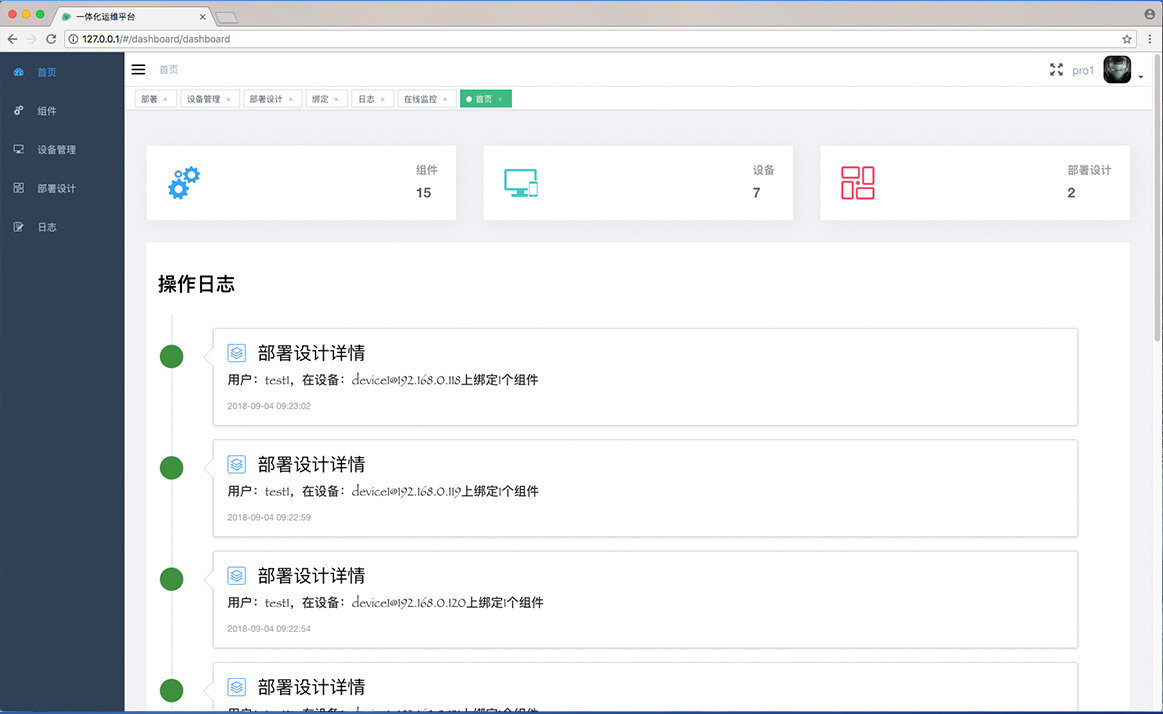 一体化运维平台
127.0.0.1/#/dashboard/dashboard
首页
组件
设备管理
部署设计
日志
首页
pro1
部署 × 设备管理 × 部署设计 × 绑定 × 日志 × 在线监控 × 首页 ×
组件
15
设备
7
部署设计
2
操作日志
部署设计详情
用户：test1，在设备：device1@192.168.0.118上绑定1个组件
2018-09-04 09:23:02
部署设计详情
用户：test1，在设备：device1@192.168.0.119上绑定1个组件
2018-09-04 09:22:59
部署设计详情
用户：test1，在设备：device1@192.168.0.120上绑定1个组件
2018-09-04 09:22:54
部署设计详情